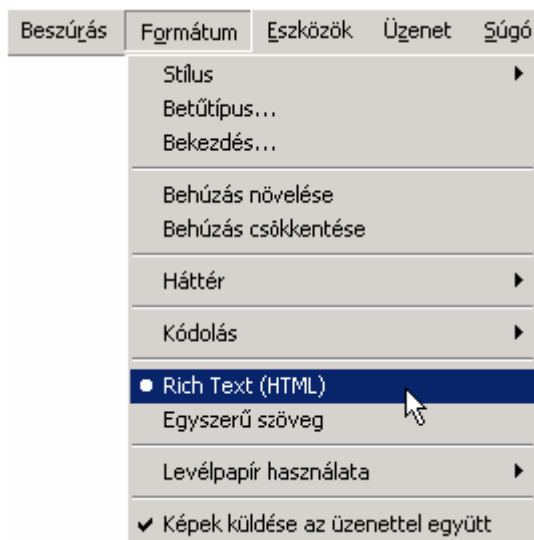 Beszúrás Formátum Eszközök Üzenet Súgó
Stílus
Betűtípus...
Bekezdés...
Behúzás növelése
Behúzás csökkentése
Háttér
Kódolás
Rich Text (HTML)
Egyszerű szöveg
Levélpapír használata
Képek küldése az üzenettel együtt